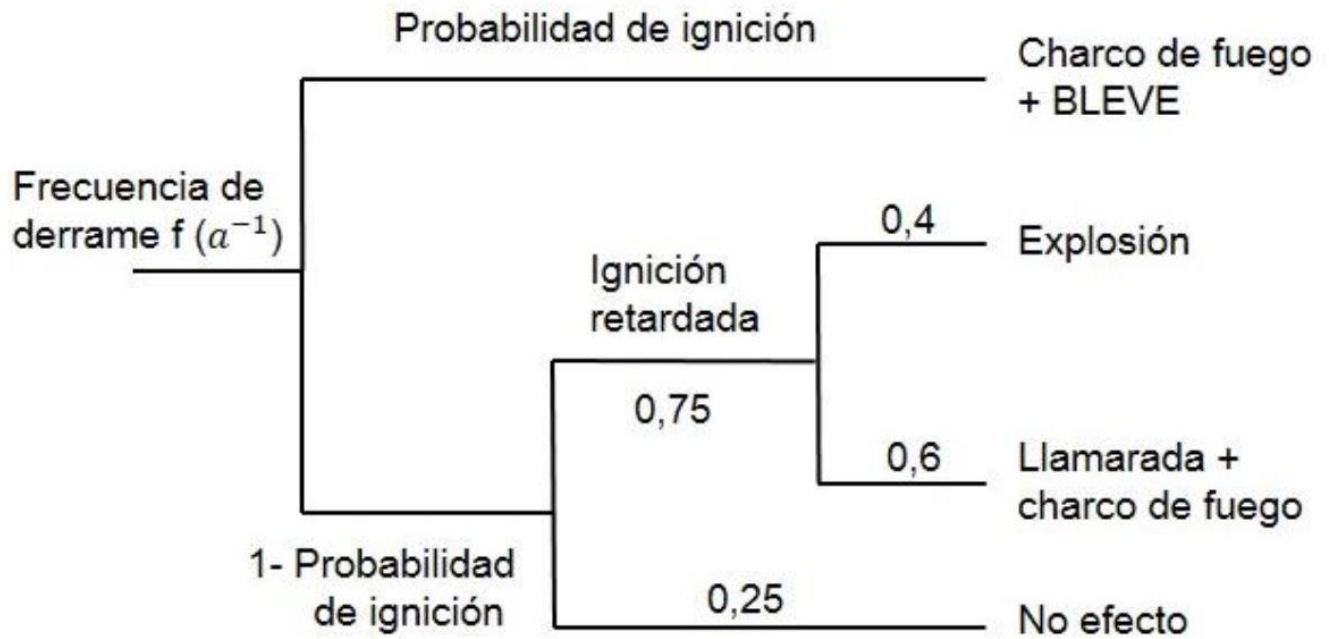 Probabilidad de ignición
Charco de fuego
+ BLEVE
Frecuencia de
derrame f (a⁻¹)
0,4
Explosión
Ignición
retardada
0,75
0,6
Llamarada +
charco de fuego
1- Probabilidad
de ignición
0,25
No efecto